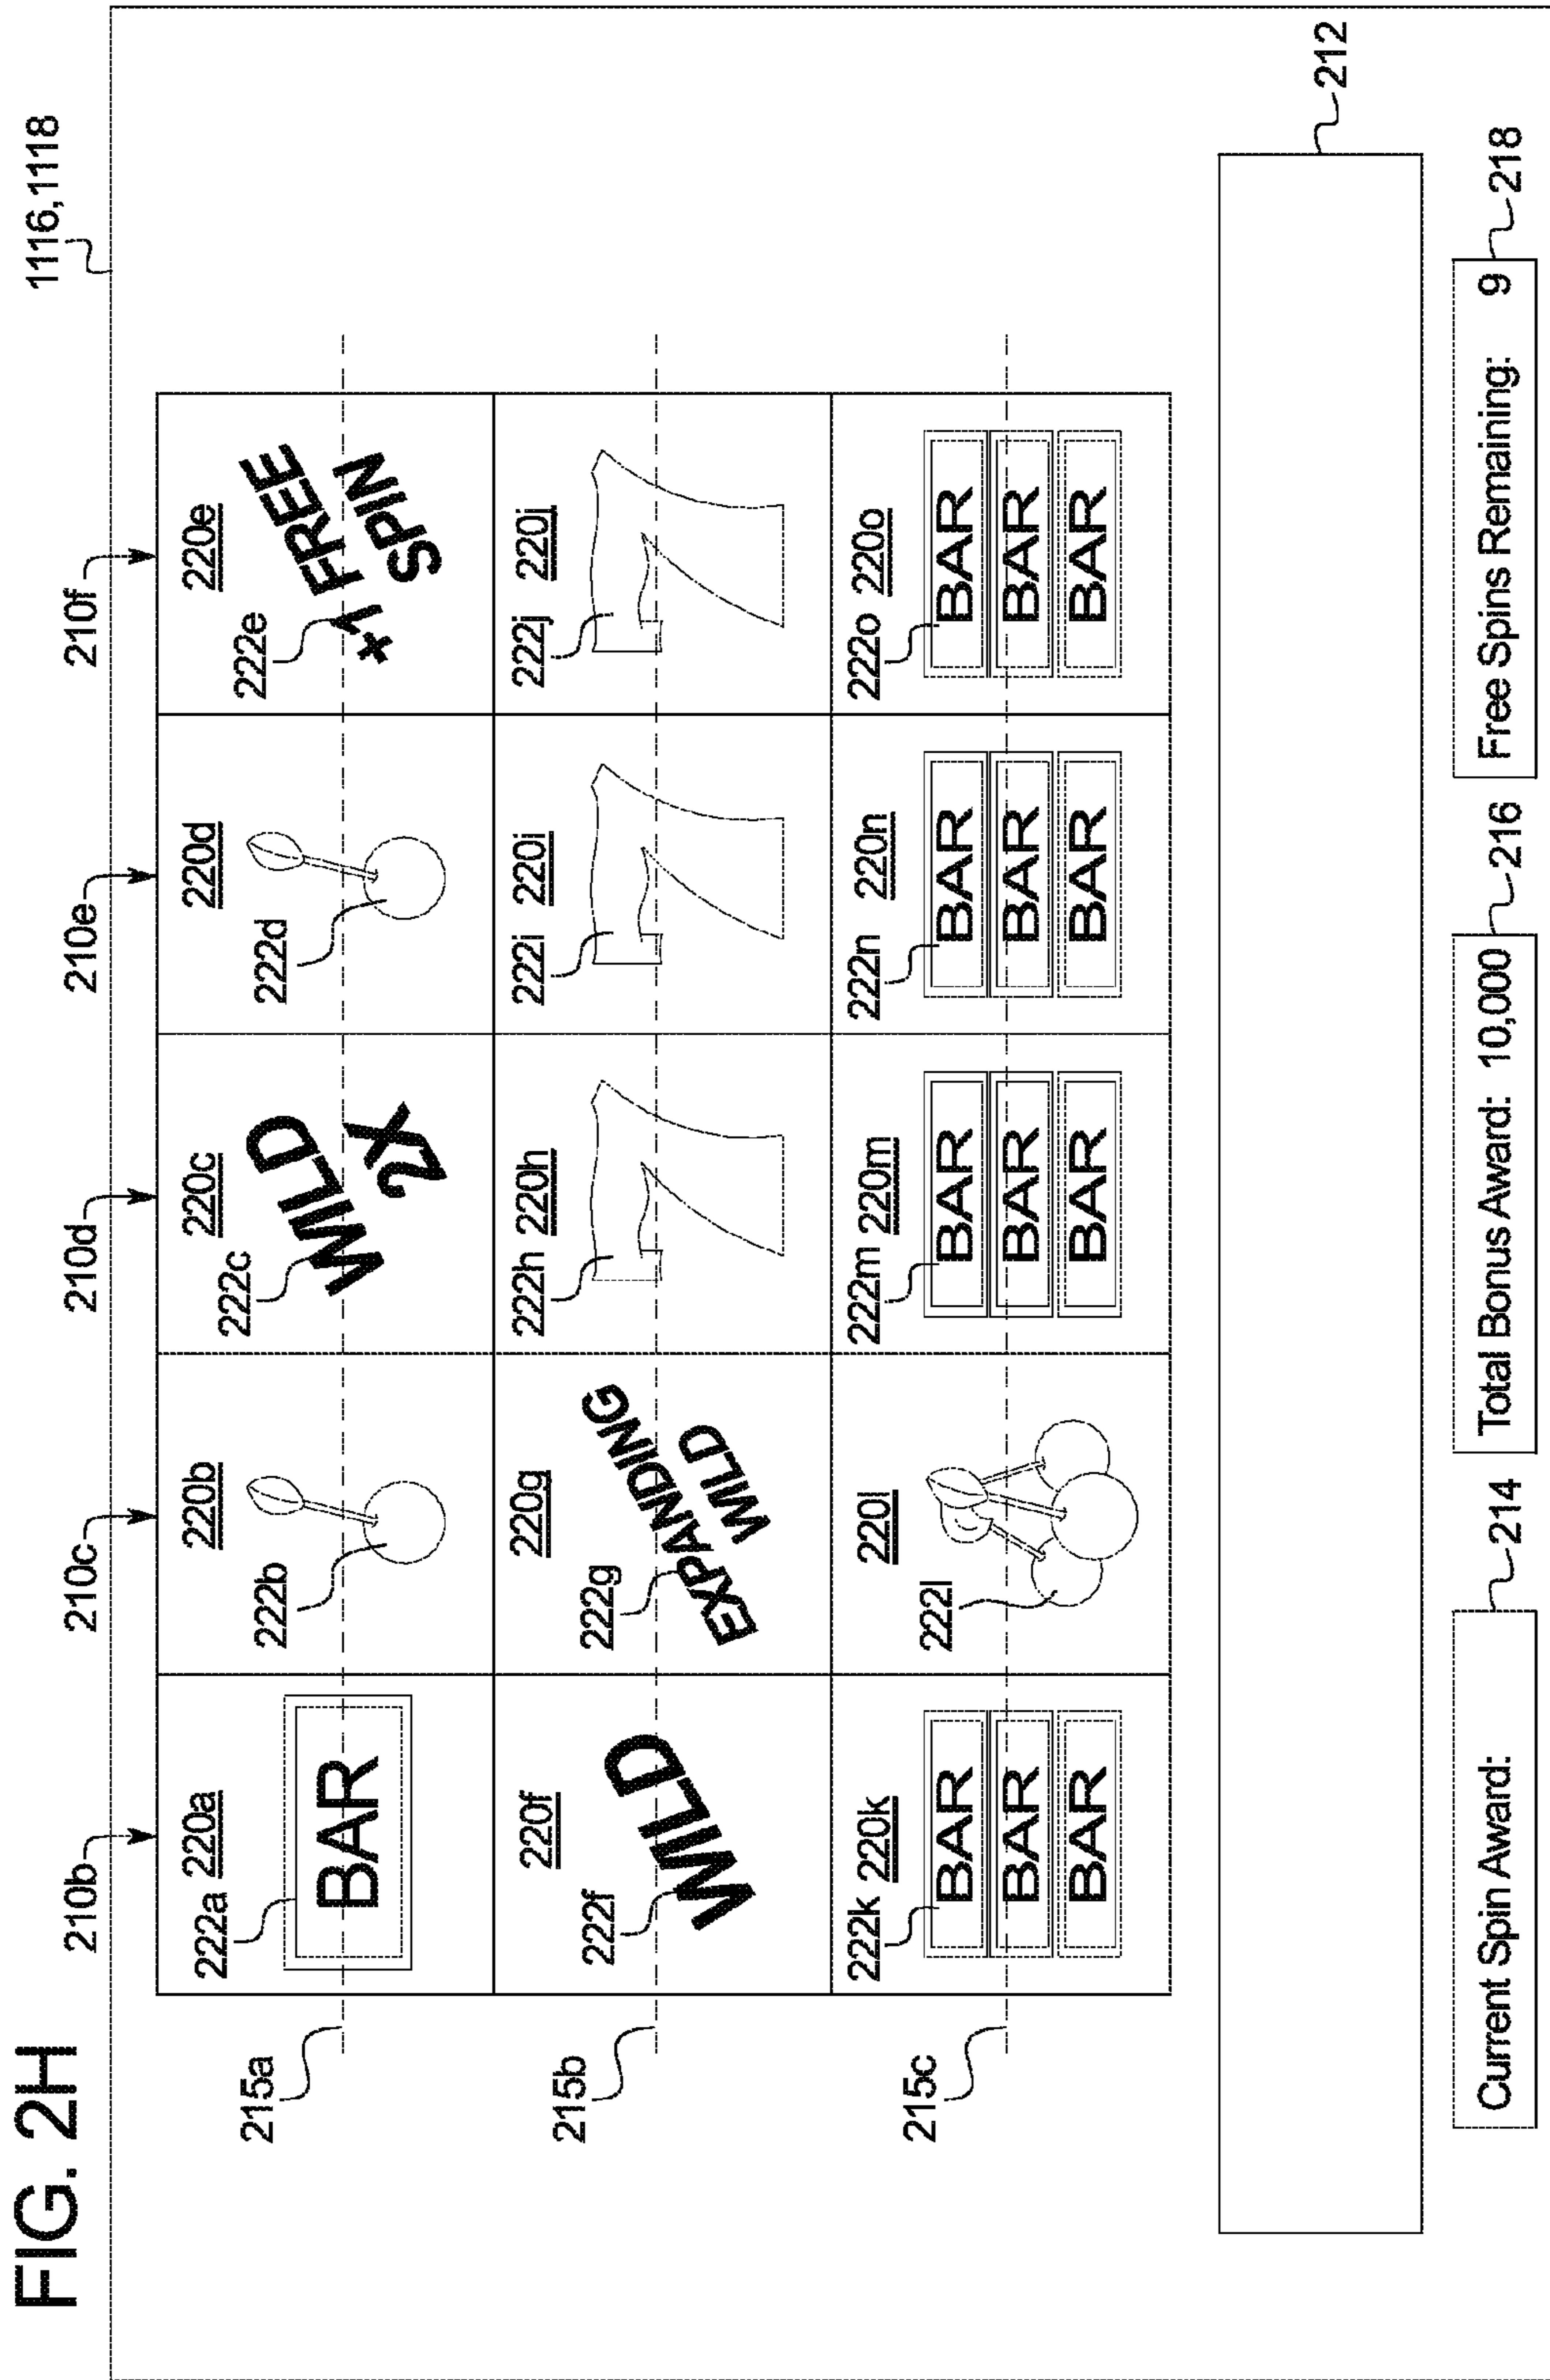 FIG. 2H
1116,1118
210b
210c
210d
210e
210f
215a
222a
220a
BAR
222b
220b
222c
220c
WILD
2X
222d
220d
222e
220e
+1 FREE
SPIN
215b
222f
220f
WILD
222g
220g
EXPANDING
WILD
222h
220h
222i
220i
222j
220j
215c
222k
220k
BAR
BAR
BAR
222l
220l
222m
220m
BAR
BAR
BAR
222n
220n
BAR
BAR
BAR
222o
220o
BAR
BAR
BAR
212
Current Spin Award:
214
Total Bonus Award: 10,000
216
Free Spins Remaining: 9
218